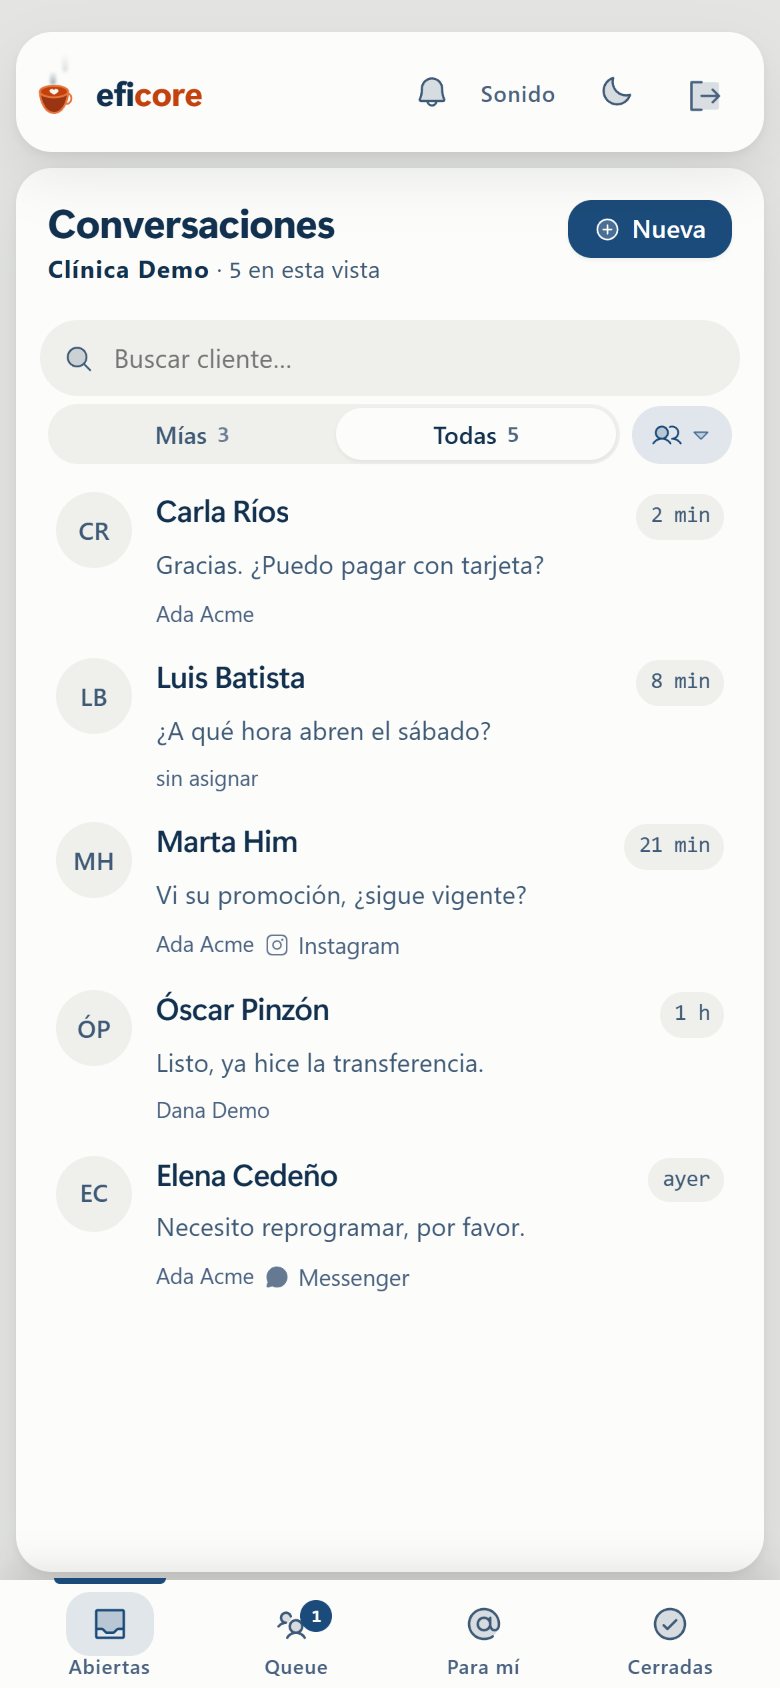 eficore
Sonido
Conversaciones
Nueva
Clínica Demo · 5 en esta vista
Buscar cliente...
Mías 3
Todas 5
CR
Carla Ríos
2 min
Gracias. ¿Puedo pagar con tarjeta?
Ada Acme
LB
Luis Batista
8 min
¿A qué hora abren el sábado?
sin asignar
MH
Marta Him
21 min
Vi su promoción, ¿sigue vigente?
Ada Acme Instagram
ÓP
Óscar Pinzón
1 h
Listo, ya hice la transferencia.
Dana Demo
EC
Elena Cedeño
ayer
Necesito reprogramar, por favor.
Ada Acme Messenger
1
Abiertas
Queue
Para mí
Cerradas